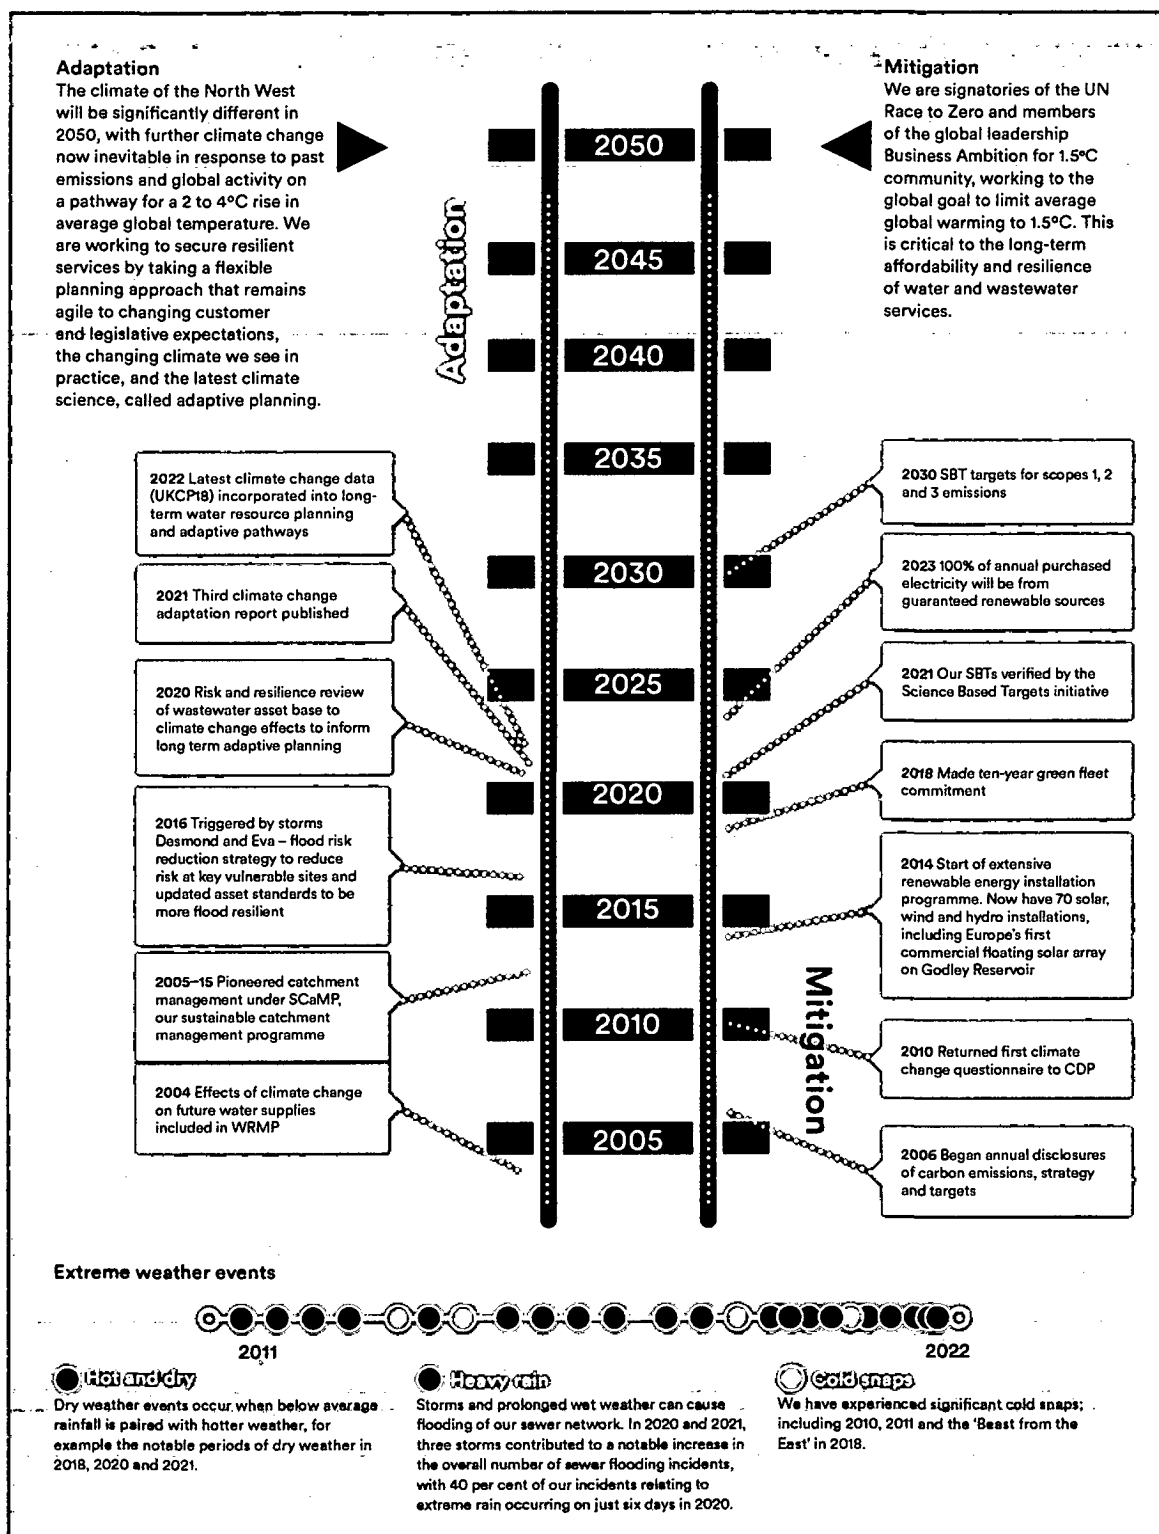 Adaptation
The climate of the North West
will be significantly different in
2050, with further climate change
now inevitable in response to past
emissions and global activity on
a pathway for a 2 to 4°C rise in
average global temperature. We
are working to secure resilient
services by taking a flexible
planning approach that remains
agile to changing customer
and legislative expectations,
the changing climate we see in
practice, and the latest climate
science, called adaptive planning.
Mitigation
We are signatories of the UN
Race to Zero and members
of the global leadership
Business Ambition for 1.5°C
community, working to the
global goal to limit average
global warming to 1.5°C. This
is critical to the long-term
affordability and resilience
of water and wastewater
services.
Adaptation
2050
2045
2040
2035
2030
2025
2020
2015
2010
2005
Mitigation
2022 Latest climate change data
(UKCP18) incorporated into long-
term water resource planning
and adaptive pathways
2021 Third climate change
adaptation report published
2020 Risk and resilience review
of wastewater asset base to
climate change effects to inform
long term adaptive planning
2016 Triggered by storms
Desmond and Eva – flood risk
reduction strategy to reduce
risk at key vulnerable sites and
updated asset standards to be
more flood resilient
2005–15 Pioneered catchment
management under SCaMP,
our sustainable catchment
management programme
2004 Effects of climate change
on future water supplies
included in WRMP
2030 SBT targets for scopes 1, 2
and 3 emissions
2023 100% of annual purchased
electricity will be from
guaranteed renewable sources
2021 Our SBTs verified by the
Science Based Targets initiative
2018 Made ten-year green fleet
commitment
2014 Start of extensive
renewable energy installation
programme. Now have 70 solar,
wind and hydro installations,
including Europe's first
commercial floating solar array
on Godley Reservoir
2010 Returned first climate
change questionnaire to CDP
2006 Began annual disclosures
of carbon emissions, strategy
and targets
Extreme weather events
2011
2022
Hot and dry
Dry weather events occur when below average
rainfall is paired with hotter weather, for
example the notable periods of dry weather in
2018, 2020 and 2021.
Heavy rain
Storms and prolonged wet weather can cause
flooding of our sewer network. In 2020 and 2021,
three storms contributed to a notable increase in
the overall number of sewer flooding incidents,
with 40 per cent of our incidents relating to
extreme rain occurring on just six days in 2020.
Cold snaps
We have experienced significant cold snaps;
including 2010, 2011 and the 'Beast from the
East' in 2018.